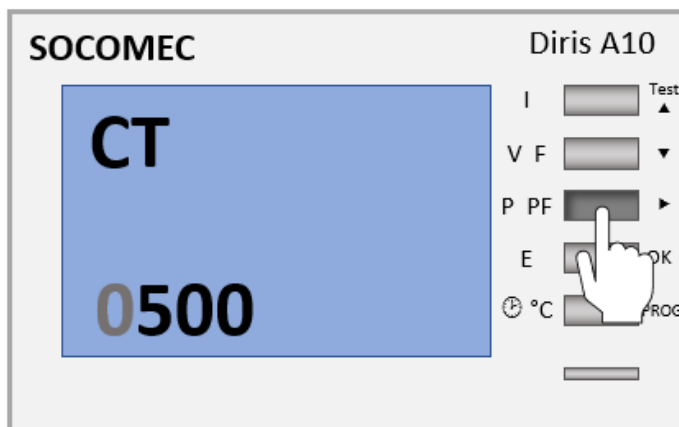 SOCOMEC
Diris A10
CT
0500
I
Test
▲
V F
▼
P PF
►
E
OK
°C
PROG